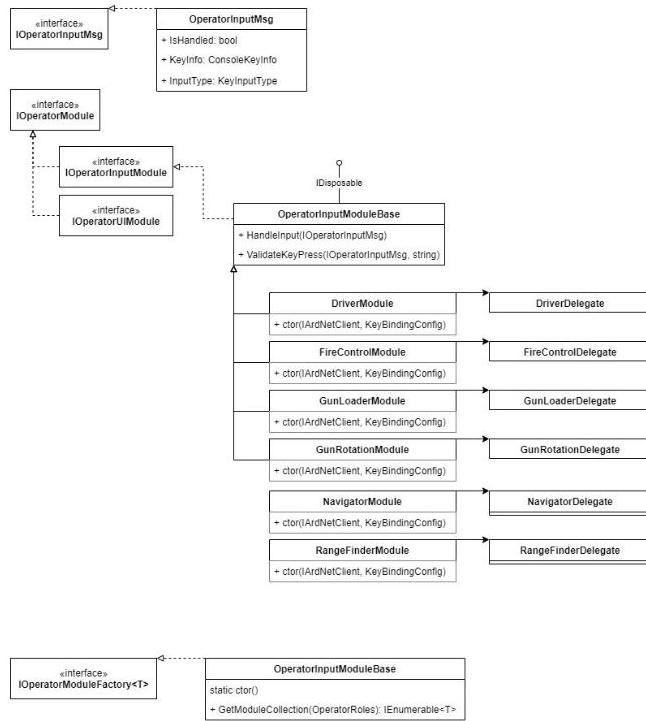 «interface»
IOperatorInputMsg
OperatorInputMsg
+ IsHandled: bool
+ KeyInfo: ConsoleKeyInfo
+ InputType: KeyInputType
«interface»
IOperatorModule
«interface»
IOperatorInputModule
«interface»
IOperatorUIModule
IDisposable
OperatorInputModuleBase
+ HandleInput(IOperatorInputMsg)
+ ValidateKeyPress(IOperatorInputMsg, string)
DriverModule
+ ctor(IArdNetClient, KeyBindingConfig)
DriverDelegate
FireControlModule
+ ctor(IArdNetClient, KeyBindingConfig)
FireControlDelegate
GunLoaderModule
+ ctor(IArdNetClient, KeyBindingConfig)
GunLoaderDelegate
GunRotationModule
+ ctor(IArdNetClient, KeyBindingConfig)
GunRotationDelegate
NavigatorModule
+ ctor(IArdNetClient, KeyBindingConfig)
NavigatorDelegate
RangeFinderModule
+ ctor(IArdNetClient, KeyBindingConfig)
RangeFinderDelegate
«interface»
IOperatorModuleFactory<T>
OperatorInputModuleBase
static ctor()
+ GetModuleCollection(OperatorRoles): IEnumerable<T>